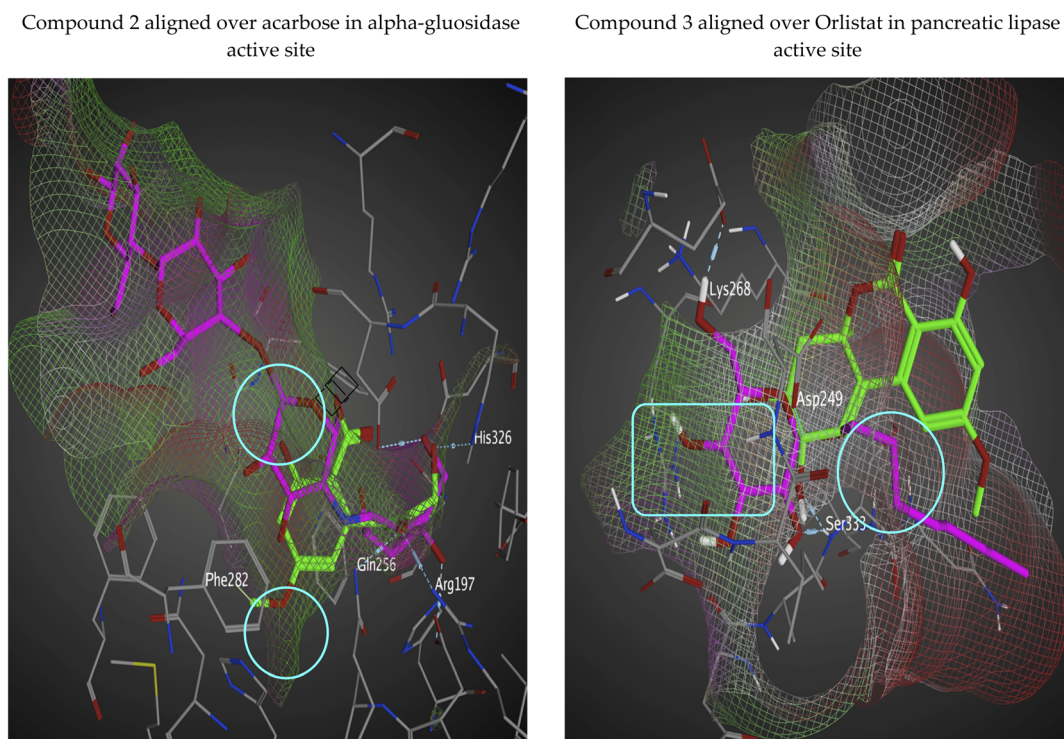 Compound 2 aligned over acarbose in alpha-gluosidase
active site
Compound 3 aligned over Orlistat in pancreatic lipase
active site
His326
Phe282
Gln256
Arg197
Lys268
Asp249
Ser333